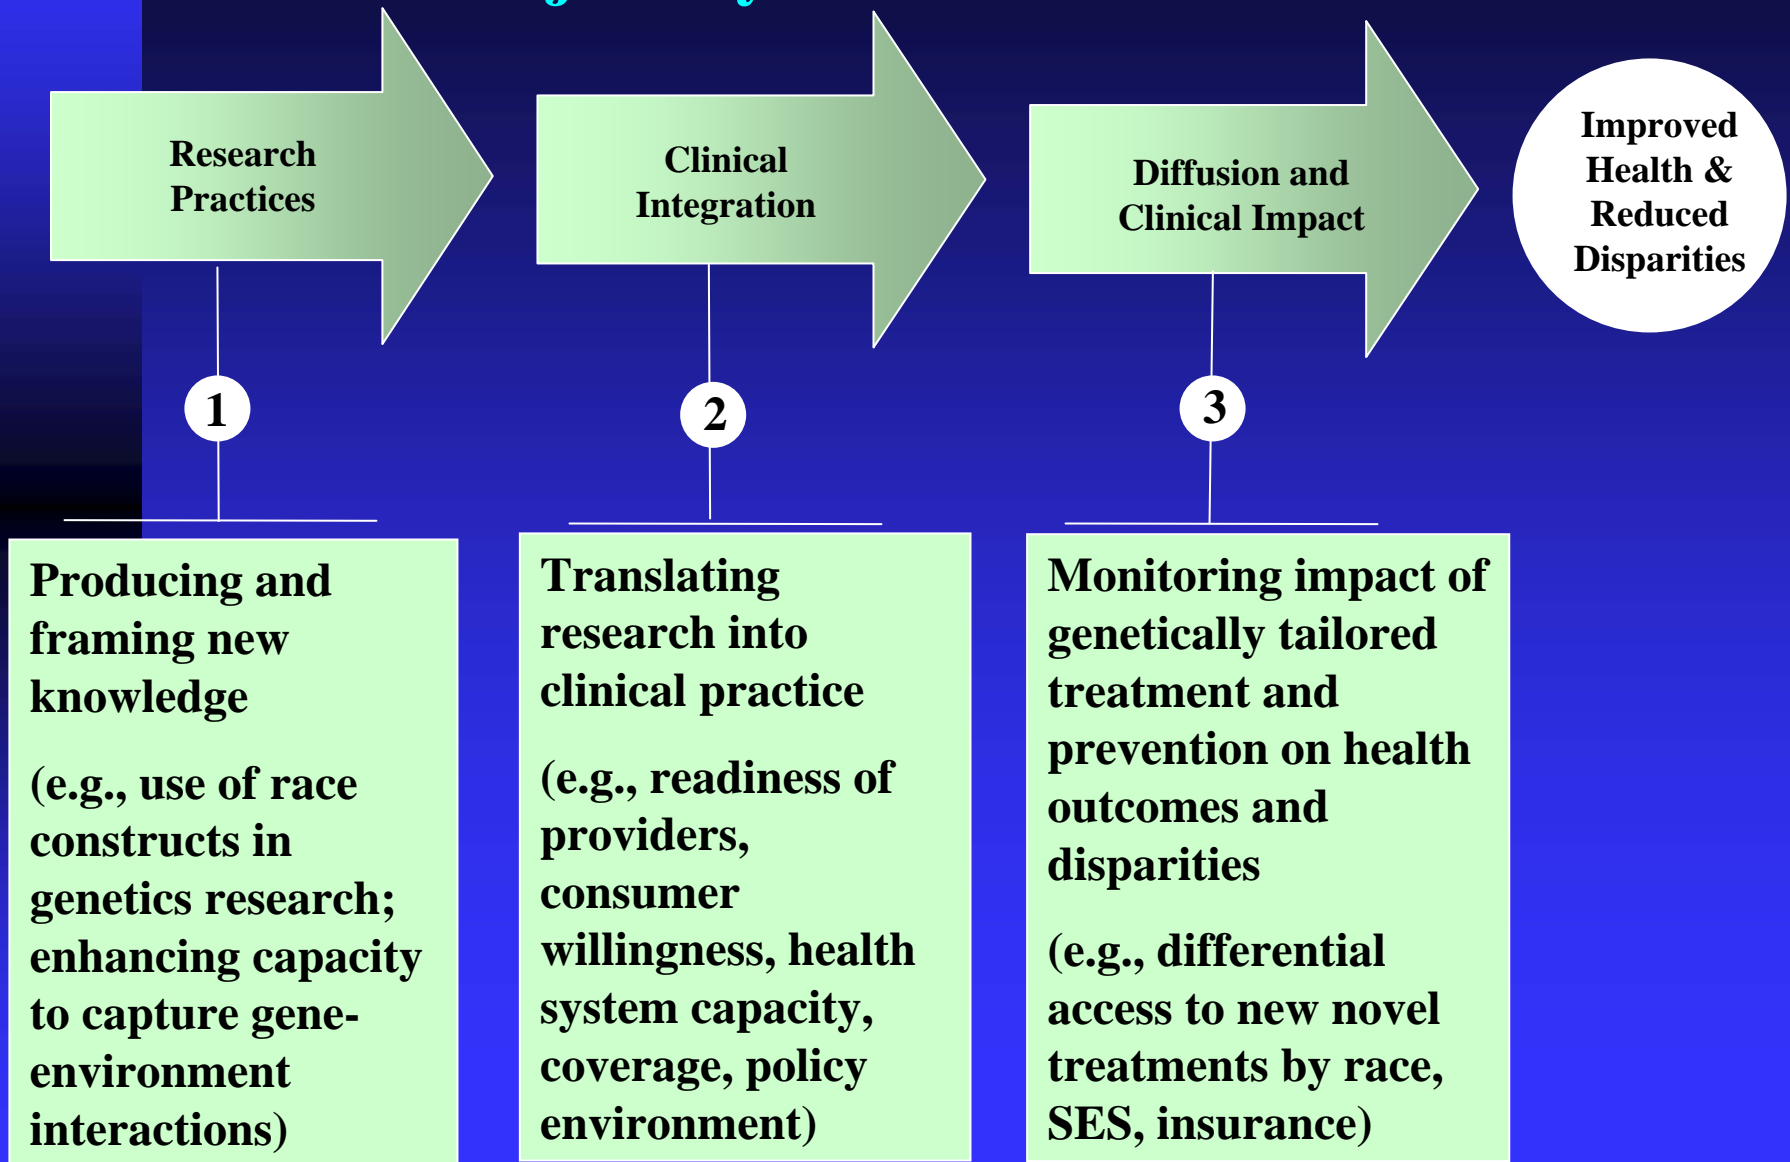 Research
Practices
Clinical
Integration
Diffusion and
Clinical Impact
Improved
Health &
Reduced
Disparities
1
2
3
Producing and
framing new
knowledge
(e.g., use of race
constructs in
genetics research;
enhancing capacity
to capture gene-
environment
interactions)
Translating
research into
clinical practice
(e.g., readiness of
providers,
consumer
willingness, health
system capacity,
coverage, policy
environment)
Monitoring impact of
genetically tailored
treatment and
prevention on health
outcomes and
disparities
(e.g., differential
access to new novel
treatments by race,
SES, insurance)